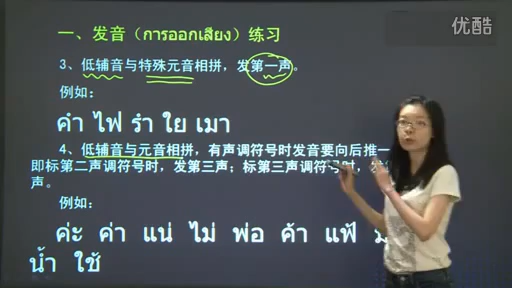 优酷
一、发音（การออกเสียง）练习
3、低辅音与特殊元音相拼，发第一声。
例如：
คำ ไฟ รำ ใย เมา
4、低辅音与元音相拼，有声调符号时发音要向后推一
即标第二声调符号时，发第三声；标第三声调符号时，发
声。
例如：
ค่ะ ค่า แน่ ไม่ พ่อ ค้า แฟ้
น้ำ ใช้